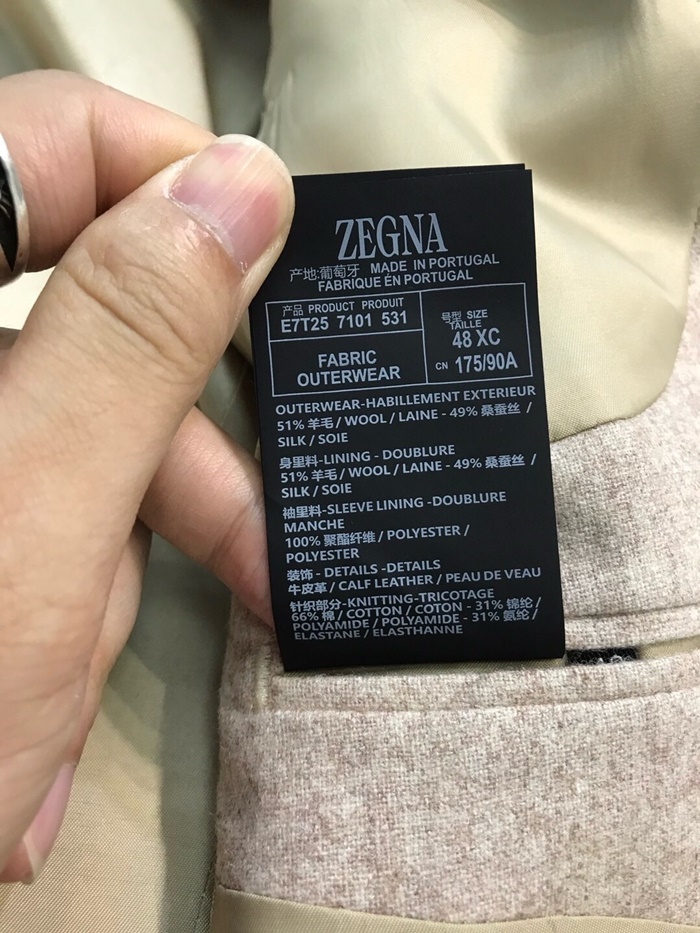 ZEGNA
产地:葡萄牙 MADE IN PORTUGAL
FABRIQUE EN PORTUGAL
产品 PRODUCT PRODUIT
E7T25 7101 531
FABRIC
OUTERWEAR
号型 SIZE
TAILLE
48 XC
CN 175/90A
OUTERWEAR-HABILLEMENT EXTERIEUR
51% 羊毛 / WOOL / LAINE - 49% 桑蚕丝 /
SILK / SOIE
身里料-LINING - DOUBLURE
51% 羊毛 / WOOL / LAINE - 49% 桑蚕丝 /
SILK / SOIE
袖里料-SLEEVE LINING -DOUBLURE
MANCHE
100% 聚酯纤维 / POLYESTER /
POLYESTER
装饰 - DETAILS -DETAILS
牛皮革 / CALF LEATHER / PEAU DE VEAU
针织部分-KNITTING-TRICOTAGE
66% 棉 / COTTON / COTON - 31% 锦纶 /
POLYAMIDE / POLYAMIDE - 31% 氨纶 /
ELASTANE / ELASTHANNE